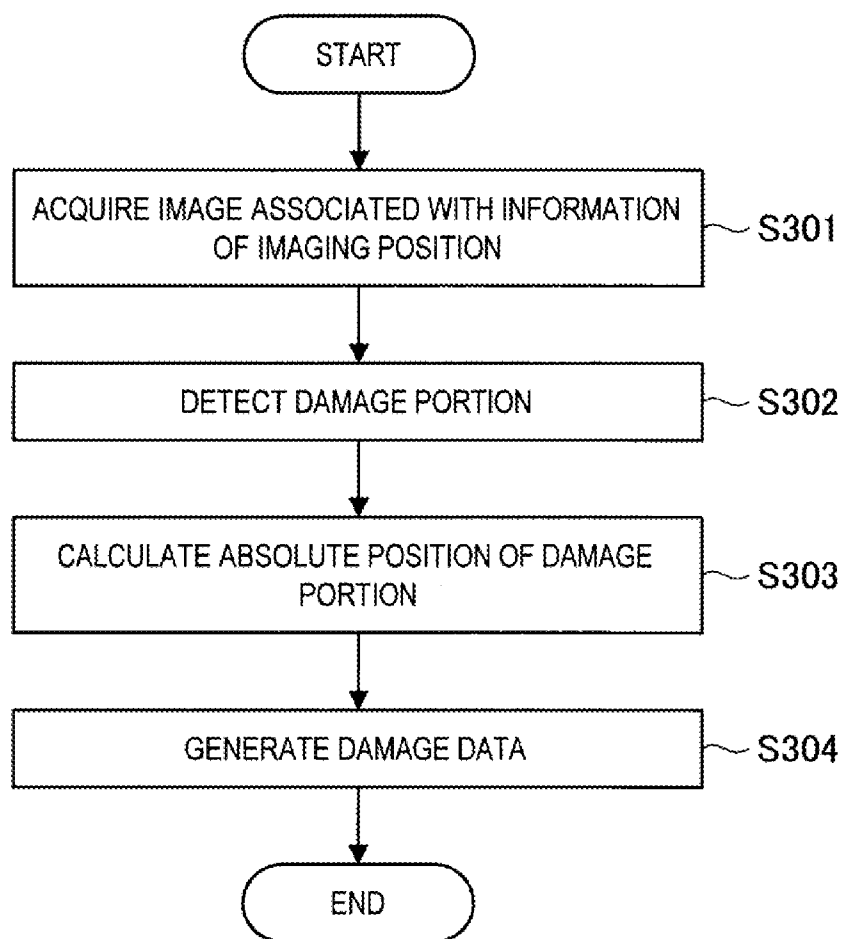 START
ACQUIRE IMAGE ASSOCIATED WITH INFORMATION
OF IMAGING POSITION
S301
DETECT DAMAGE PORTION
S302
CALCULATE ABSOLUTE POSITION OF DAMAGE
PORTION
S303
GENERATE DAMAGE DATA
S304
END